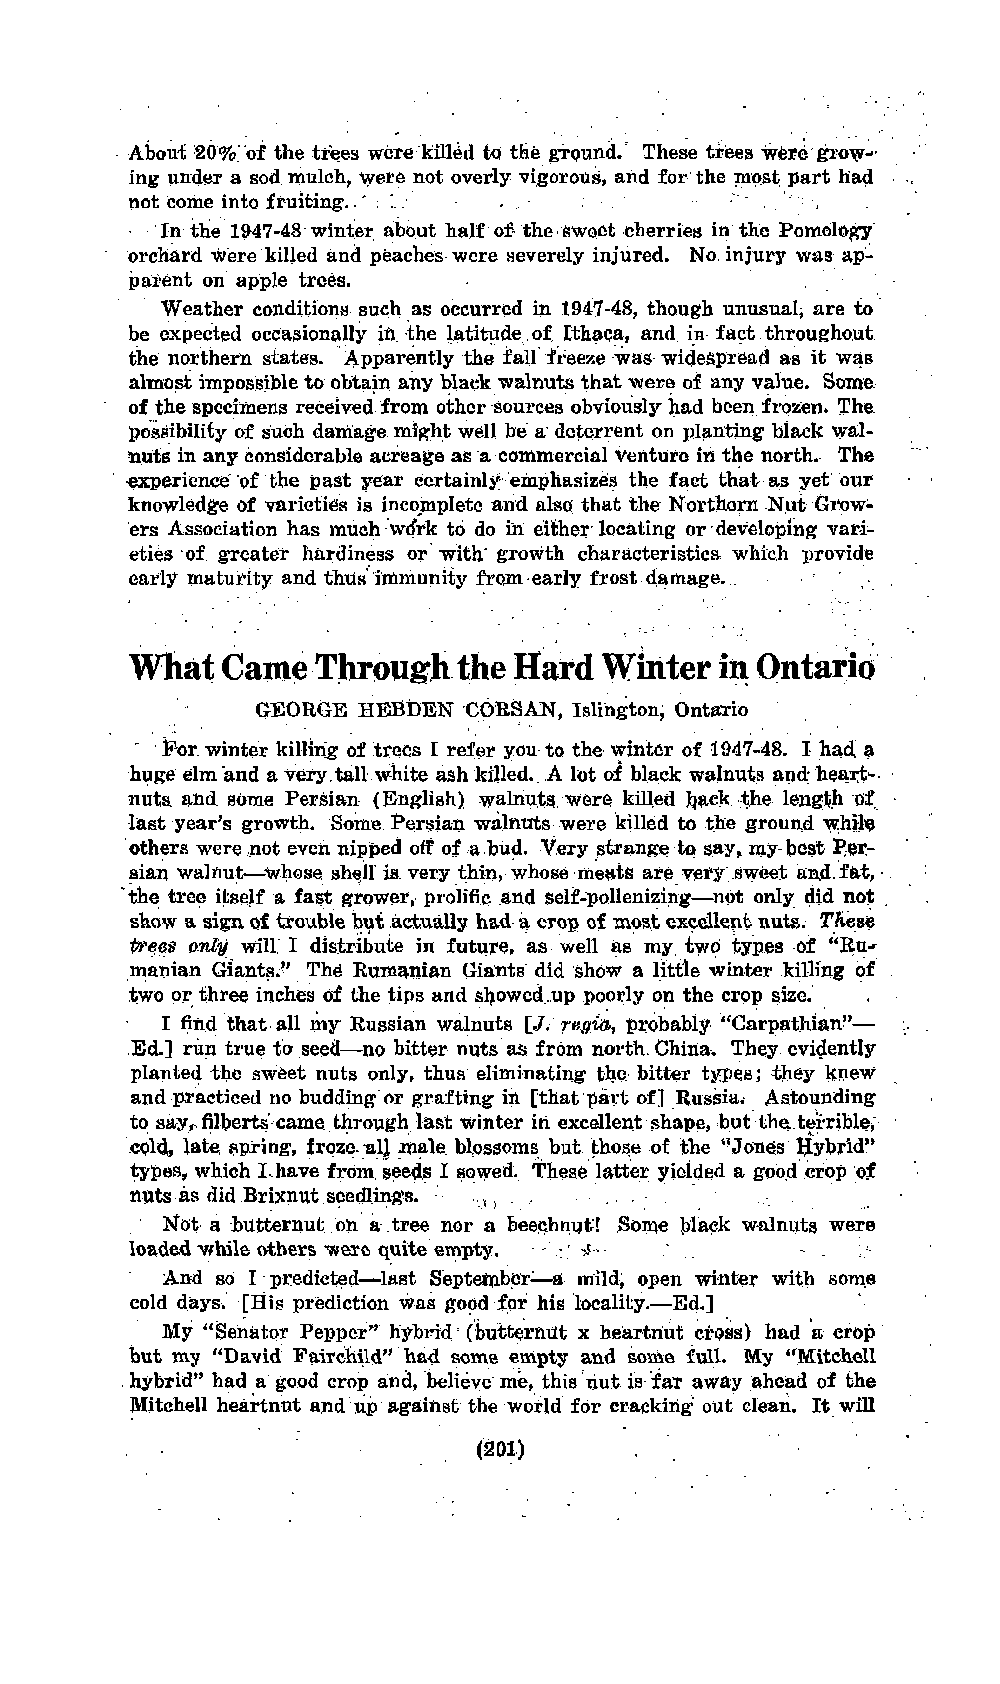 About 20% of the trees were killed to the ground. These trees were grow-
ing under a sod mulch, were not overly vigorous, and for the most part had
not come into fruiting.
In the 1947-48 winter about half of the sweet cherries in the Pomology
orchard were killed and peaches were severely injured. No injury was ap-
parent on apple trees.
Weather conditions such as occurred in 1947-48, though unusual, are to
be expected occasionally in the latitude of Ithaca, and in fact throughout
the northern states. Apparently the fall freeze was widespread as it was
almost impossible to obtain any black walnuts that were of any value. Some
of the specimens received from other sources obviously had been frozen. The
possibility of such damage might well be a deterrent on planting black wal-
nuts in any considerable acreage as a commercial venture in the north. The
experience of the past year certainly emphasizes the fact that as yet our
knowledge of varieties is incomplete and also that the Northern Nut Grow-
ers Association has much work to do in either locating or developing vari-
eties of greater hardiness or with growth characteristics which provide
early maturity and thus immunity from early frost damage.
What Came Through the Hard Winter in Ontario
GEORGE HEBDEN CORSAN, Islington, Ontario
For winter killing of trees I refer you to the winter of 1947-48. I had a
huge elm and a very tall white ash killed. A lot of black walnuts and heart-
nuts and some Persian (English) walnuts were killed back the length of
last year's growth. Some Persian walnuts were killed to the ground while
others were not even nipped off of a bud. Very strange to say, my best Per-
sian walnut—whose shell is very thin, whose meats are very sweet and fat,
the tree itself a fast grower, prolific and self-pollenizing—not only did not
show a sign of trouble but actually had a crop of most excellent nuts. These
trees only will I distribute in future, as well as my two types of "Ru-
manian Giants." The Rumanian Giants did show a little winter killing of
two or three inches of the tips and showed up poorly on the crop size.
I find that all my Russian walnuts [J. regia, probably "Carpathian"—
Ed.] run true to seed—no bitter nuts as from north China. They evidently
planted the sweet nuts only, thus eliminating the bitter types; they knew
and practiced no budding or grafting in [that part of] Russia. Astounding
to say, filberts came through last winter in excellent shape, but the terrible,
cold, late spring, froze all male blossoms but those of the "Jones Hybrid"
types, which I have from seeds I sowed. These latter yielded a good crop of
nuts as did Brixnut seedlings.
Not a butternut on a tree nor a beechnut! Some black walnuts were
loaded while others were quite empty.
And so I predicted—last September—a mild, open winter with some
cold days. [His prediction was good for his locality.—Ed.]
My "Senator Pepper" hybrid (butternut x heartnut cross) had a crop
but my "David Fairchild" had some empty and some full. My "Mitchell
hybrid" had a good crop and, believe me, this nut is far away ahead of the
Mitchell heartnut and up against the world for cracking out clean. It will
(201)